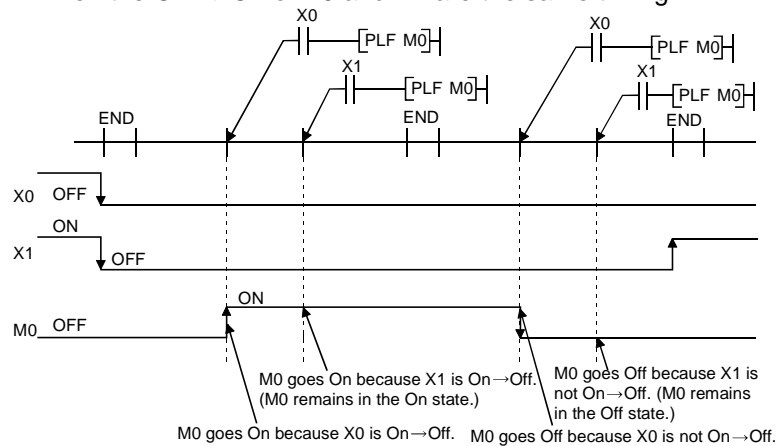 X0
[PLF M0]
X1
[PLF M0]
X0
[PLF M0]
X1
[PLF M0]
END
END
END
X0 OFF
ON
X1
OFF
ON
M0 OFF
M0 goes On because X1 is On→Off.
(M0 remains in the On state.)
M0 goes Off because X1 is
not On→Off. (M0 remains
in the Off state.)
M0 goes On because X0 is On→Off.
M0 goes Off because X0 is not On→Off.